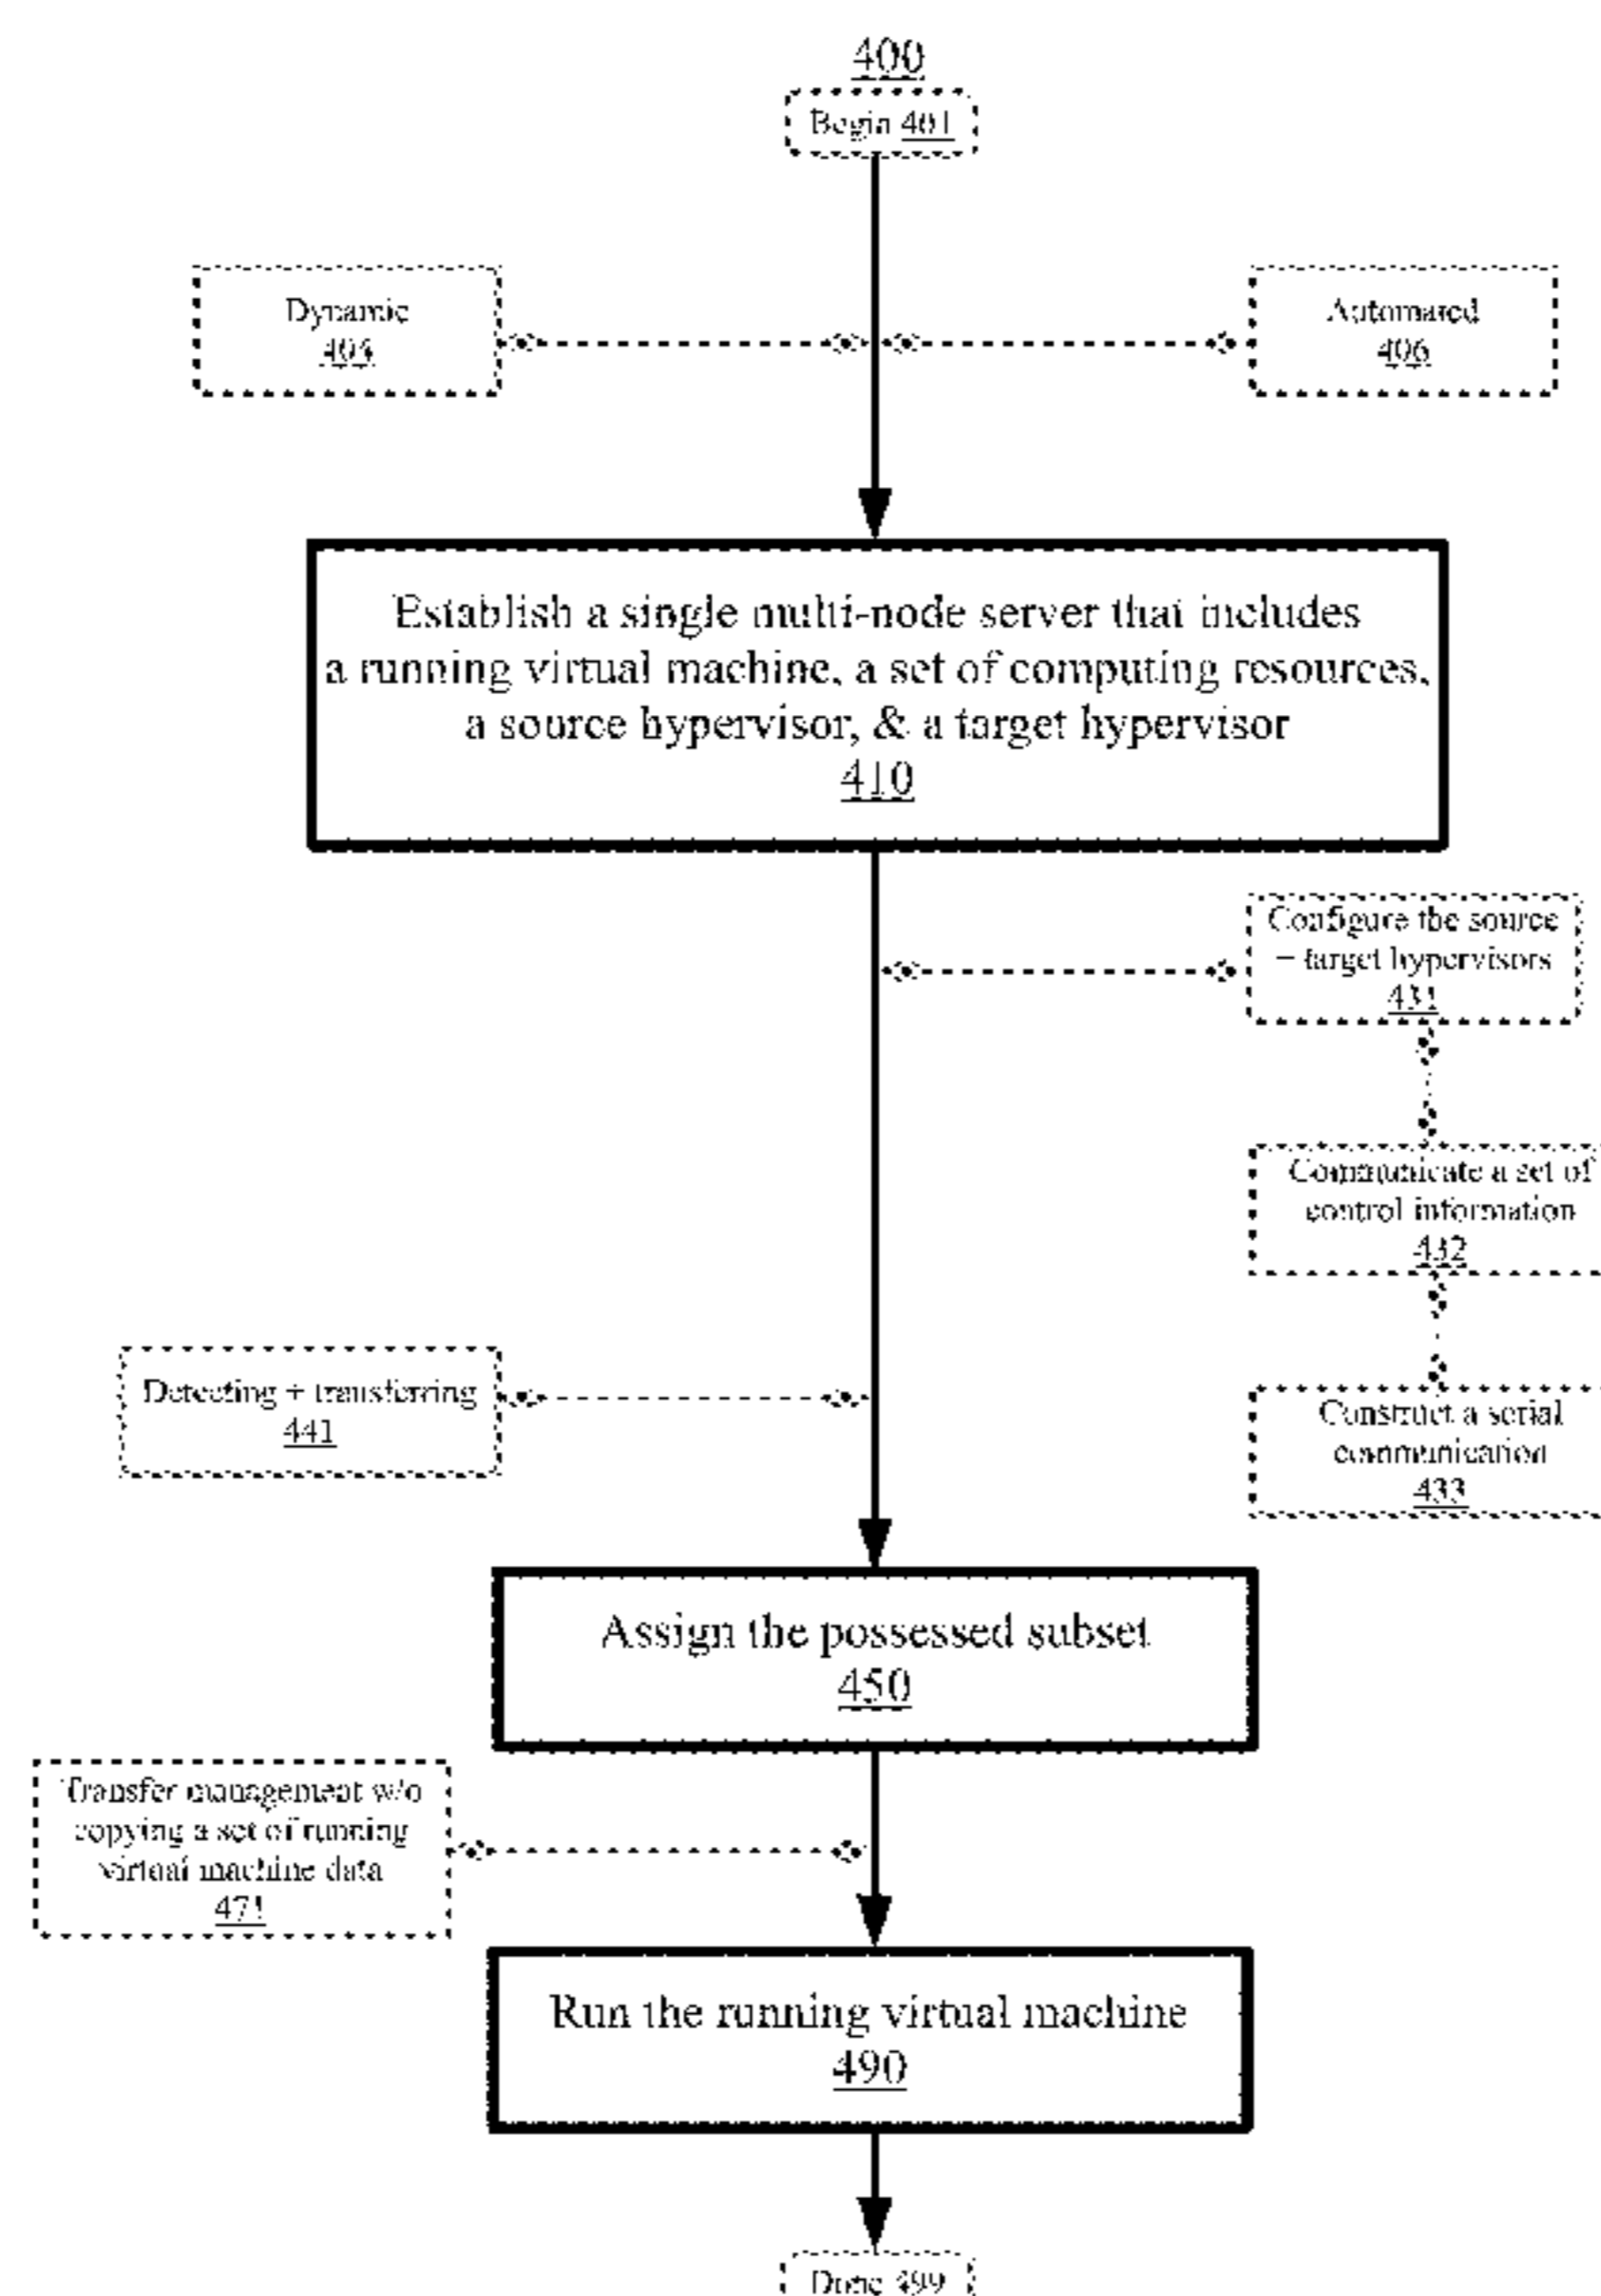 400
Begin 401
Dynamic
405
Automated
406
Establish a single multi-node server that includes
a running virtual machine, a set of computing resources,
a source hypervisor, & a target hypervisor
410
Configure the source
+ target hypervisors
431
Communicate a set of
control information
432
Detecting + transferring
441
Construct a serial
communication
433
Assign the possessed subset
450
Transfer management w/o
copying a set of running
virtual machine data
471
Run the running virtual machine
490
Done 499